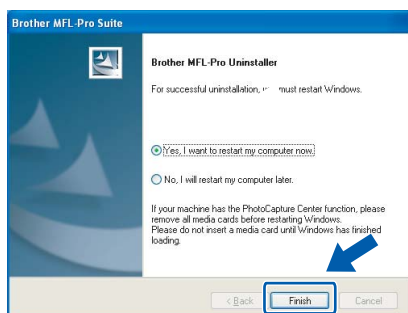 Brother MFL-Pro Suite
Brother MFL-Pro Uninstaller
For successful uninstallation, must restart Windows.
Yes, I want to restart my computer now.
No, I will restart my computer later.
If your machine has the PhotoCapture Center function, please
remove all media cards before restarting Windows.
Please do not insert a media card until Windows has finished
loading.
< Back
Finish
Cancel